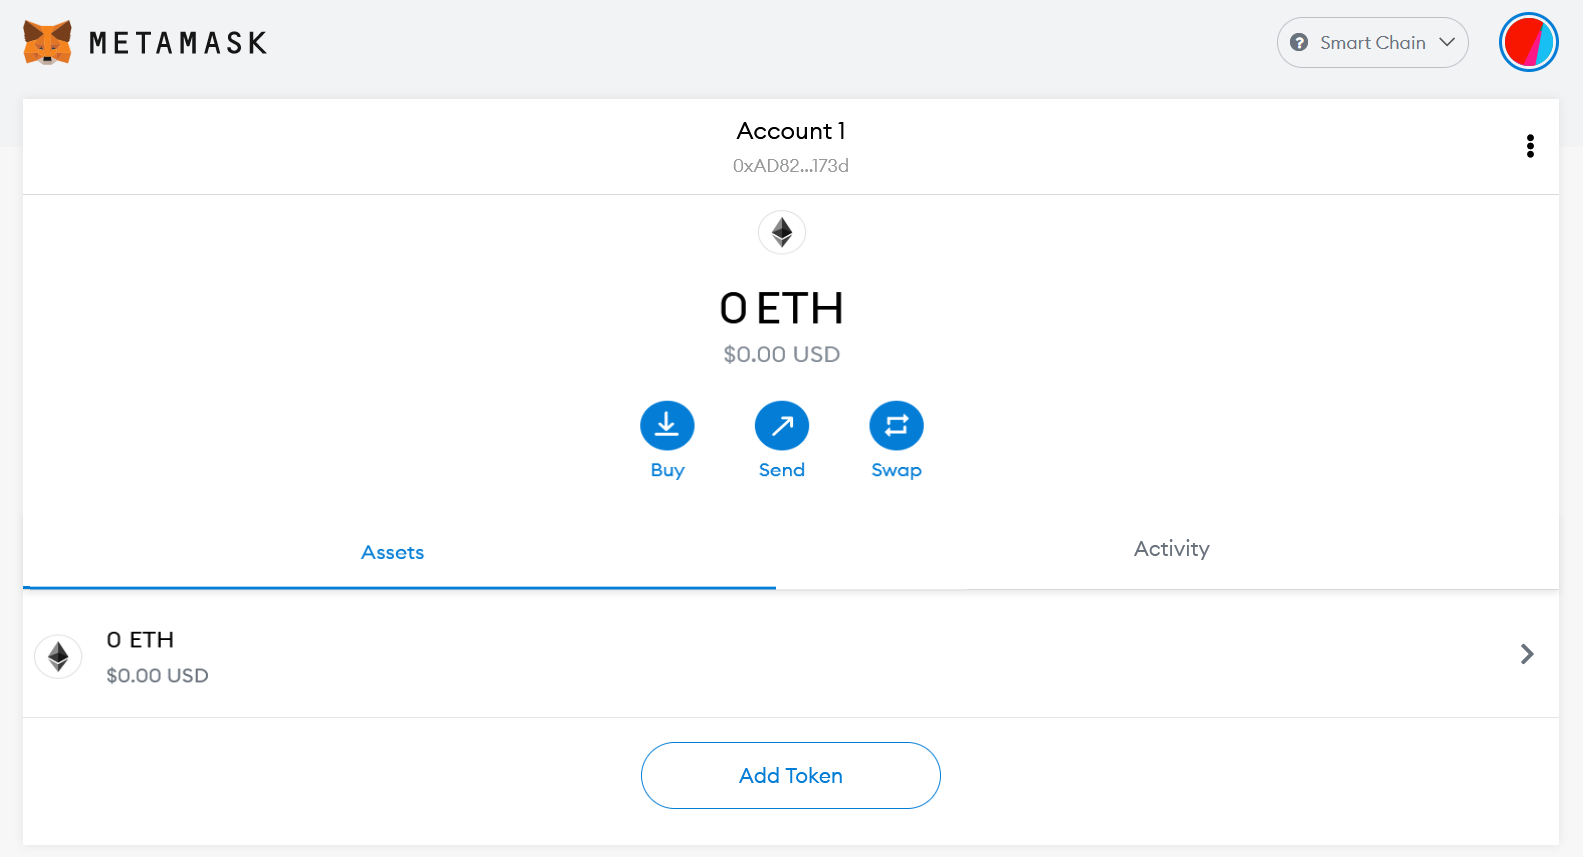 METAMASK
Smart Chain
Account 1
0xAD82...173d
0 ETH
$0.00 USD
Buy
Send
Swap
Assets
Activity
0 ETH
$0.00 USD
Add Token